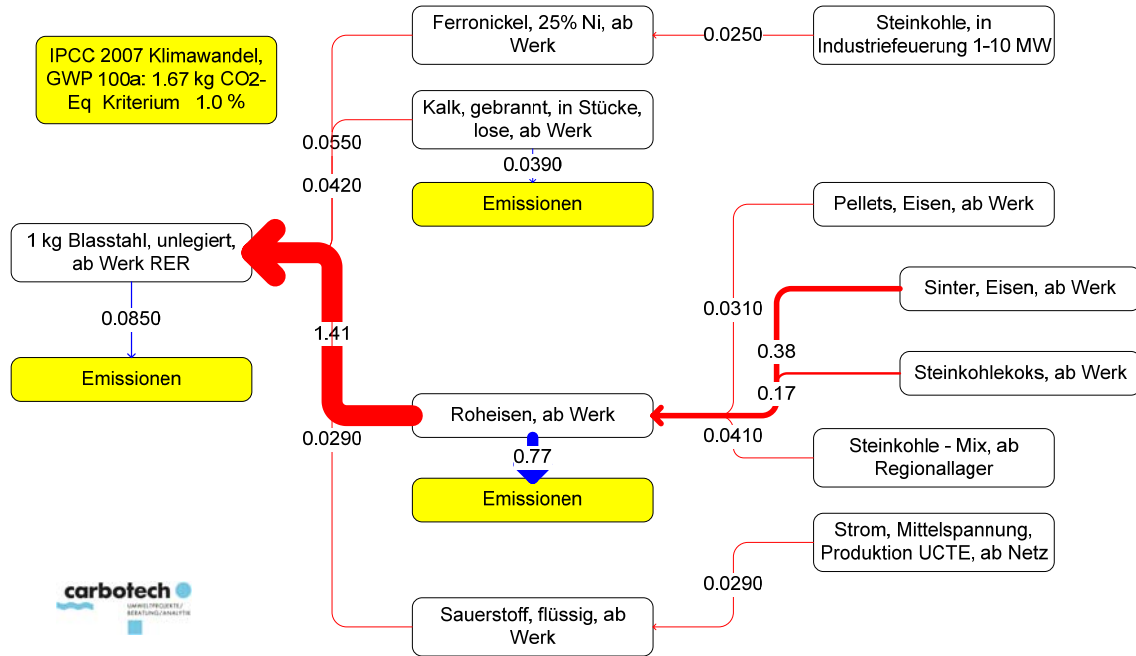 IPCC 2007 Klimawandel,
GWP 100a: 1.67 kg CO2-
Eq Kriterium 1.0 %
Ferronickel, 25% Ni, ab
Werk
0.0250
Steinkohle, in
Industriefeuerung 1-10 MW
Kalk, gebrannt, in Stücke,
lose, ab Werk
0.0550
0.0390
0.0420
Emissionen
Pellets, Eisen, ab Werk
1 kg Blasstahl, unlegiert,
ab Werk RER
Sinter, Eisen, ab Werk
0.0850
0.0310
1.41
0.38
Emissionen
Steinkohlekoks, ab Werk
0.17
Roheisen, ab Werk
0.0410
0.0290
0.77
Steinkohle - Mix, ab
Regionallager
Emissionen
Strom, Mittelspannung,
Produktion UCTE, ab Netz
0.0290
Sauerstoff, flüssig, ab
Werk
carbotech
UMWELTPROJEKTE/
BERATUNG/ANALYTIK